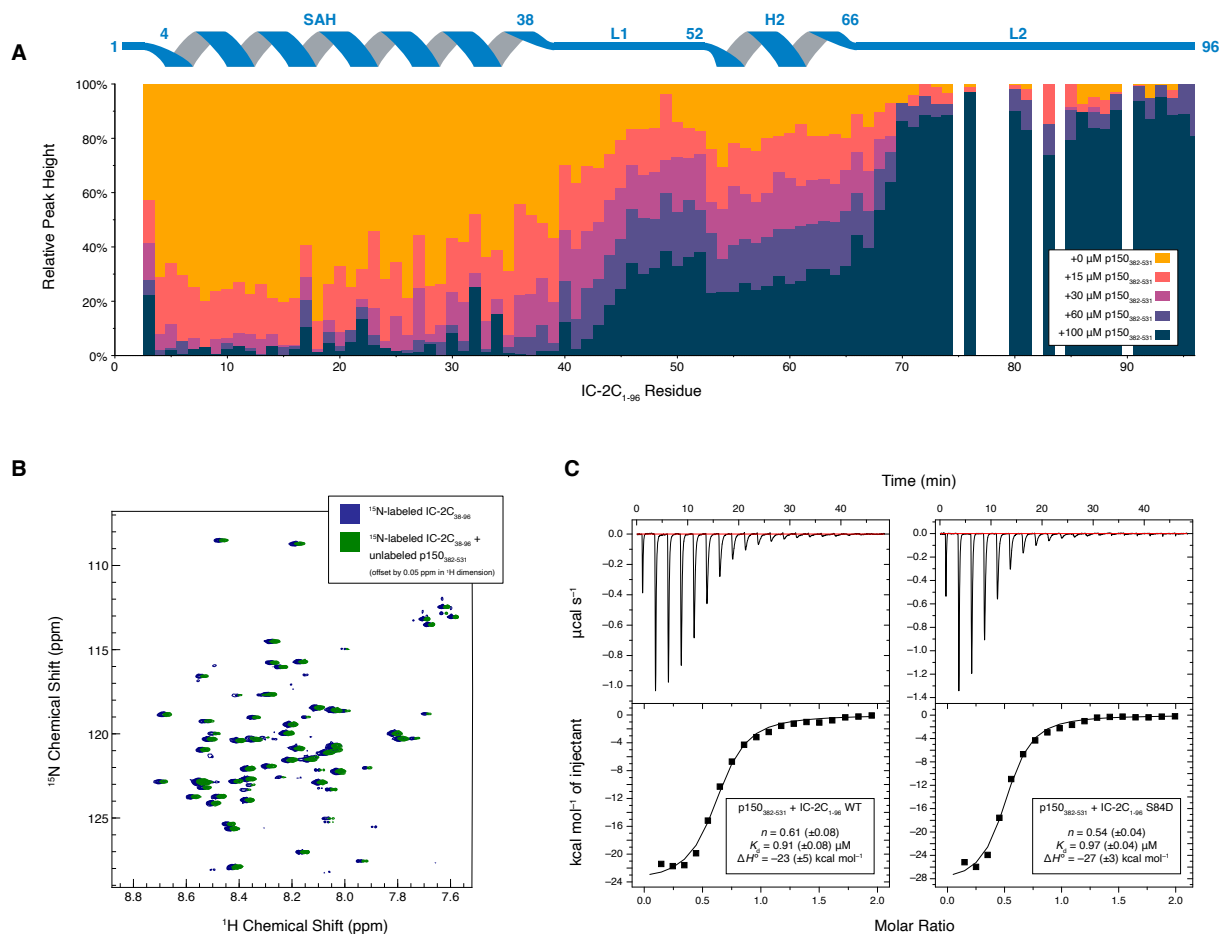 A
1
4
SAH
38
L1
52
H2
66
L2
96
Relative Peak Height
100%
80%
60%
40%
20%
0%
0
10
20
30
40
50
60
70
80
90
IC-2C1-96 Residue
+0 µM p150382-531
+15 µM p150382-531
+30 µM p150382-531
+60 µM p150382-531
+100 µM p150382-531
B
15N-labeled IC-2C38-96
15N-labeled IC-2C38-96 +
unlabeled p150382-531
(offset by 0.05 ppm in 1H dimension)
15N Chemical Shift (ppm)
110
115
120
125
8.8
8.6
8.4
8.2
8.0
7.8
7.6
1H Chemical Shift (ppm)
C
Time (min)
0 10 20 30 40
0 10 20 30 40
µcal s−1
0.0
−0.2
−0.4
−0.6
−0.8
−1.0
0.0
−0.2
−0.4
−0.6
−0.8
−1.0
−1.2
−1.4
kcal mol−1 of injectant
0
−4
−8
−12
−16
−20
−24
p150382-531 + IC-2C1-96 WT
n = 0.61 (±0.08)
Kd = 0.91 (±0.08) µM
ΔHº = −23 (±5) kcal mol−1
0
−4
−8
−12
−16
−20
−24
−28
p150382-531 + IC-2C1-96 S84D
n = 0.54 (±0.04)
Kd = 0.97 (±0.04) µM
ΔHº = −27 (±3) kcal mol−1
0.0 0.5 1.0 1.5 2.0
0.0 0.5 1.0 1.5 2.0
Molar Ratio